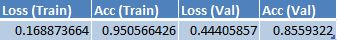 Loss (Train) Acc (Train) Loss (Val) Acc (Val)
0.168873664 0.950566426 0.44405857 0.8559322